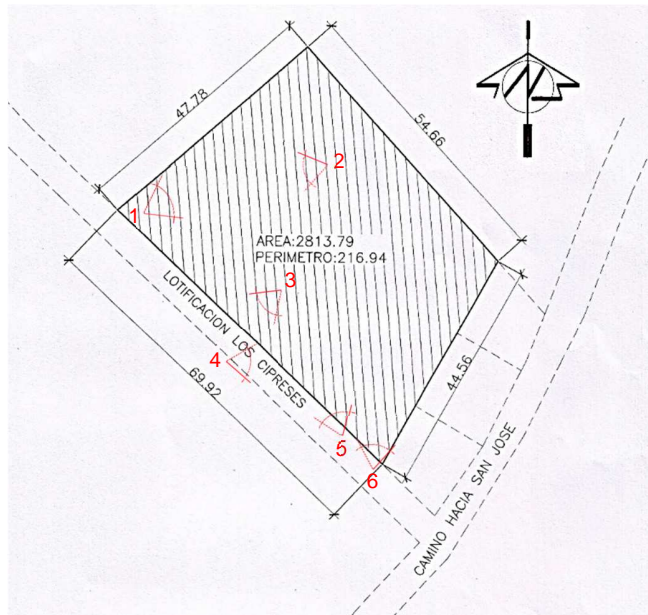 47.78
54.66
2
1
AREA:2813.79
PERIMETRO:216.94
3
LOTIFICACION LOS CIPRESES
4
69.92
44.56
5
6
CAMINO HACIA SAN JOSE